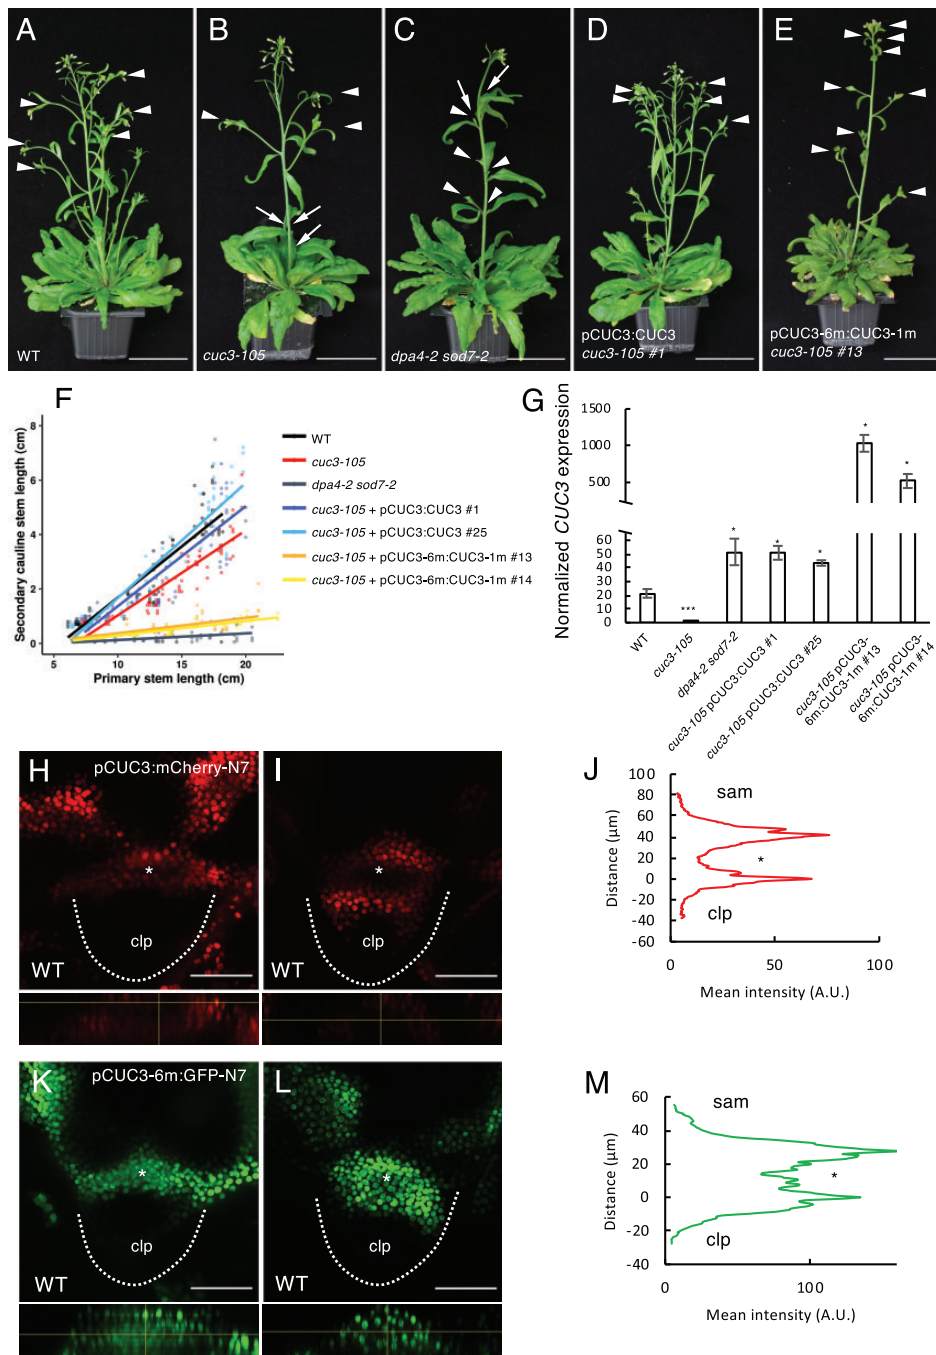 A
B
C
D
E
WT
cuc3-105
dpa4-2 sod7-2
pCUC3:CUC3
cuc3-105 #1
pCUC3-6m:CUC3-1m
cuc3-105 #13
F
Secondary cauline stem length (cm)
8
6
4
2
0
5
10
15
20
Primary stem length (cm)
WT
cuc3-105
dpa4-2 sod7-2
cuc3-105 + pCUC3:CUC3 #1
cuc3-105 + pCUC3:CUC3 #25
cuc3-105 + pCUC3-6m:CUC3-1m #13
cuc3-105 + pCUC3-6m:CUC3-1m #14
G
Normalized CUC3 expression
1500
1000
500
60
50
40
30
20
10
0
***
*
*
*
*
*
WT
cuc3-105
dpa4-2 sod7-2
cuc3-105 pCUC3:CUC3 #1
cuc3-105 pCUC3:CUC3 #25
cuc3-105 pCUC3-
6m:CUC3-1m #13
cuc3-105 pCUC3-
6m:CUC3-1m #14
H
pCUC3:mCherry-N7
*
clp
WT
I
*
clp
WT
J
Distance (µm)
100
80
60
40
20
0
-20
-40
-60
sam
*
clp
0
50
100
Mean intensity (A.U.)
K
pCUC3-6m:GFP-N7
*
clp
WT
L
*
clp
WT
M
Distance (µm)
60
40
20
0
-20
-40
sam
*
clp
0
100
Mean intensity (A.U.)